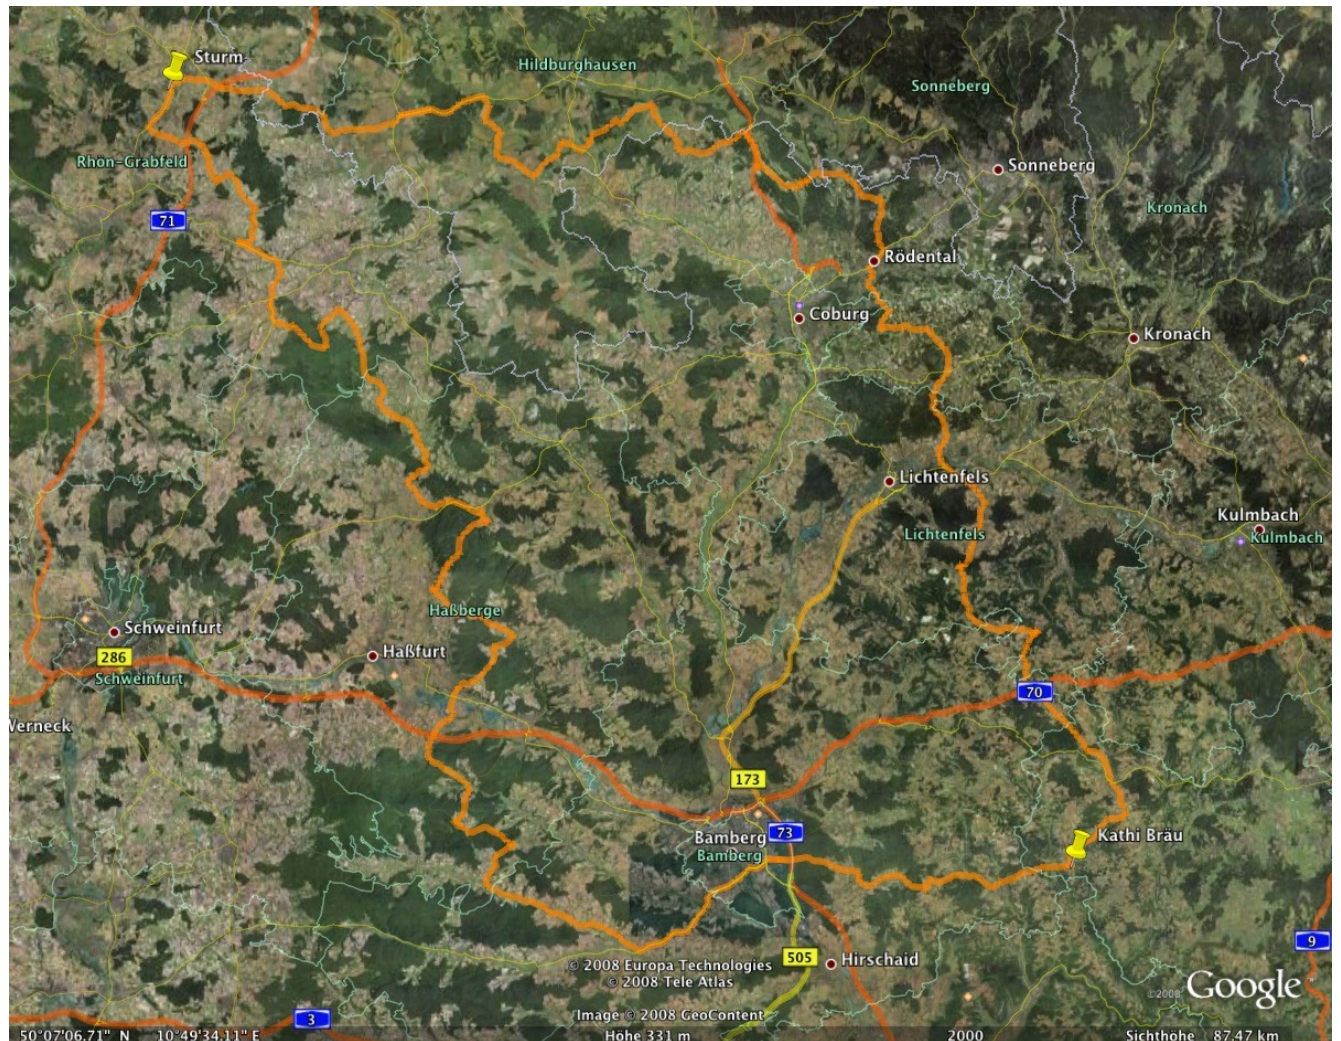 Sturm
Hildburghausen
Sonneberg
Rhön-Grabfeld
Sonneberg
71
Kronach
Rödental
Coburg
Kronach
Lichtenfels
Lichtenfels
Kulmbach
Kulmbach
Haßberge
Schweinfurt
286
Schweinfurt
Haßfurt
70
Werneck
173
73
Bamberg
Bamberg
Kathi Bräu
505
Hirschaid
9
© 2008 Europa Technologies
© 2008 Tele Atlas
©2008 Google
Image © 2008 GeoContent
3
50°07'06.71" N 10°49'34.11" E Höhe 331 m 2000 Sichthöhe 87.47 km